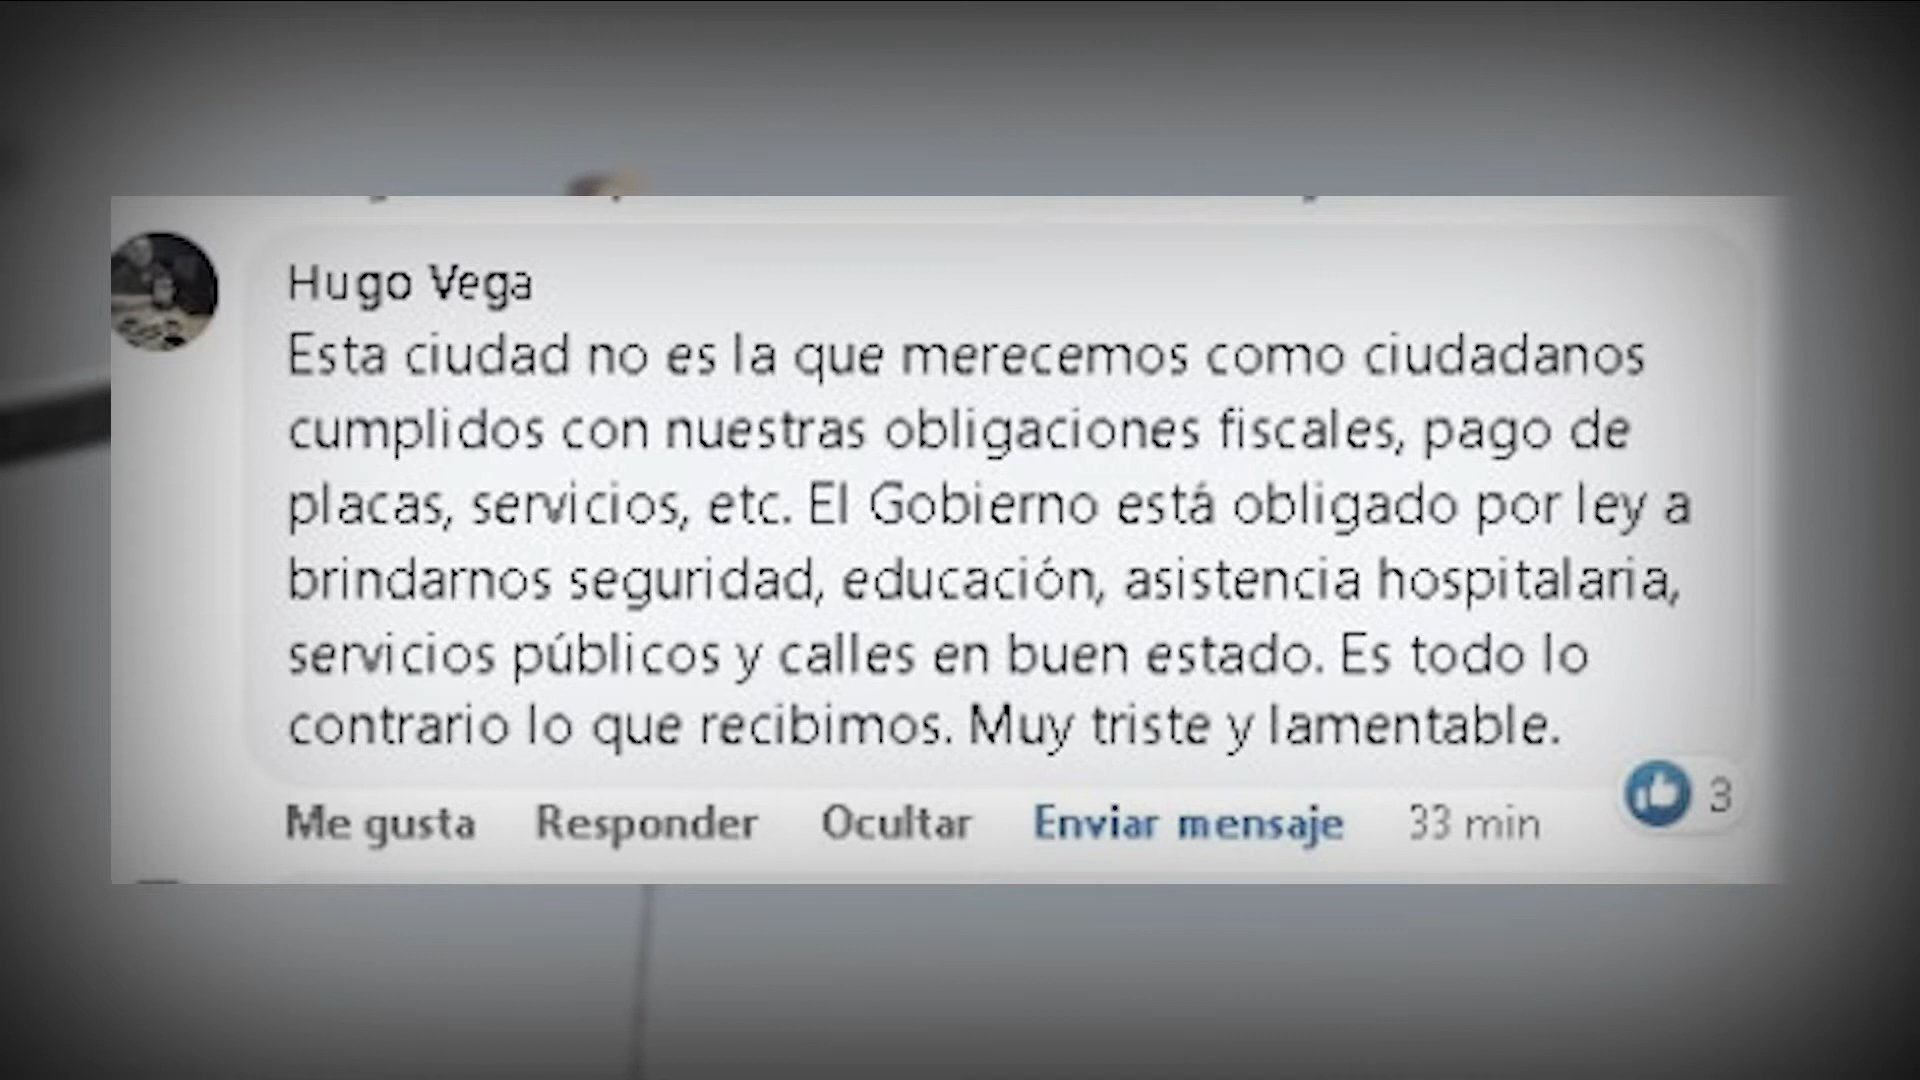 Hugo Vega
Esta ciudad no es la que merecemos como ciudadanos
cumplidos con nuestras obligaciones fiscales, pago de
placas, servicios, etc. El Gobierno está obligado por ley a
brindarnos seguridad, educación, asistencia hospitalaria,
servicios públicos y calles en buen estado. Es todo lo
contrario lo que recibimos. Muy triste y lamentable.
3
Me gusta Responder Ocultar Enviar mensaje 33 min